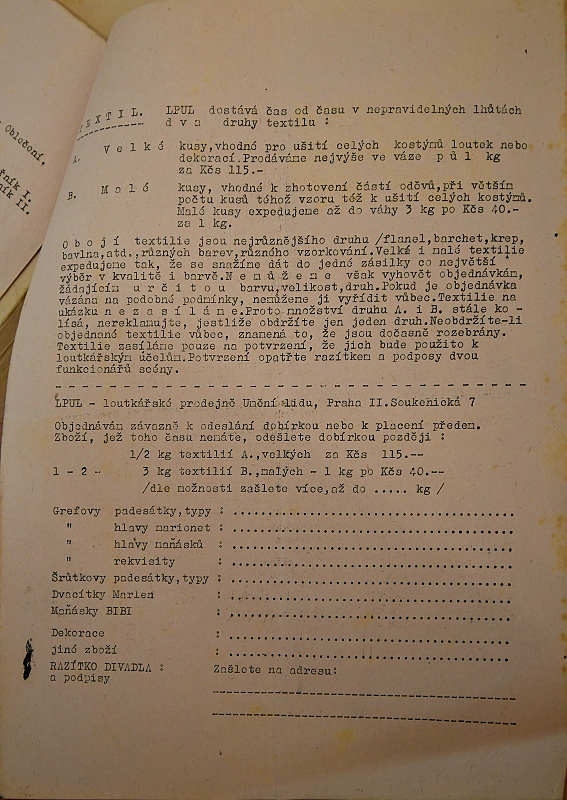 Oblečení.
ník I.
ník II.
TEXTIL. LPUL dostává čas od času v nepravidelných lhůtách
d v a druhy textilu :
A. V e l k é kusy,vhodné pro ušití celých kostýmů loutek nebo
dekorací.Prodáváme nejvýše ve váze p ů l kg
za Kčs 115.-
B. M a l é kusy, vhodné k zhotovení částí oděvů,při větším
počtu kusů téhož vzoru též k ušití celých kostýmů.
Malé kusy expedujeme až do váhy 3 kg po Kčs 40.-
za 1 kg.
O b o j í textilie jsou nejrůznějšího druhu /flanel,barchet,krep,
bavlna,atd.,různých barev,různého vzorkování.Velké i malé textilie
expedujeme tak, že se snažíme dát do jedné zásilky co největší
výběr v kvalitě i barvě.N e m ů ž e m e však vyhovět objednávkám,
žádajícím u r č i t o u barvu,velikost,druh.Pokud je objednávka
vázána na podobné podmínky, nemůžeme ji vyřídit vůbec.Textilie na
ukázku n e z a s í l á m e.Proto množství druhu A. i B. stále ko -
lísá, nereklamujte, jestliže obdržíte jen jeden druh.Neobdržíte-li
objednané textilie vůbec, znamená to, že jsou dočasně rozebrány.
Textilie zasíláme pouze na potvrzení, že jich bude použito k
loutkářským účelům.Potvrzení opatřte razítkem a podpisy dvou
funkcionářů scény.
LPUL - loutkářské prodejně Umění lidu, Praha II.Soukenická 7
Objednávám závazně k odeslání dobírkou nebo k placení předem.
Zboží, jež toho času nemáte, odešlete dobírkou později :
1/2 kg textilií A.,velkých za Kčs 115.--
1 - 2 - 3 kg textilií B.,malých - 1 kg po Kčs 40.--
/dle možnosti zašlete více,až do ..... kg /
Grefovy padesátky,typy : ..........................................
" hlavy marionet : ..........................................
" hlavy maňásků : ..........................................
" rekvisity : ..........................................
Šrůtkovy padesátky,typy : ..........................................
Dvacítky Marlen : ..........................................
Maňásky BIBI : ..........................................
Dekorace : ..........................................
jiné zboží : ..........................................
RAZÍTKO DIVADLA : Zašlete na adresu:
a podpisy